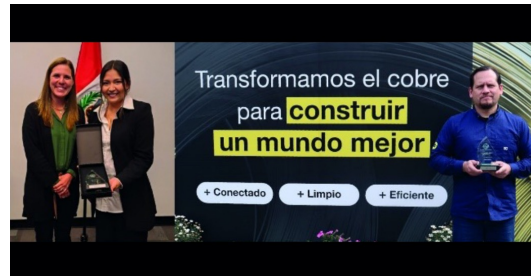 Transformamos el cobre
para construir
un mundo mejor
+ Conectado
+ Limpio
+ Eficiente